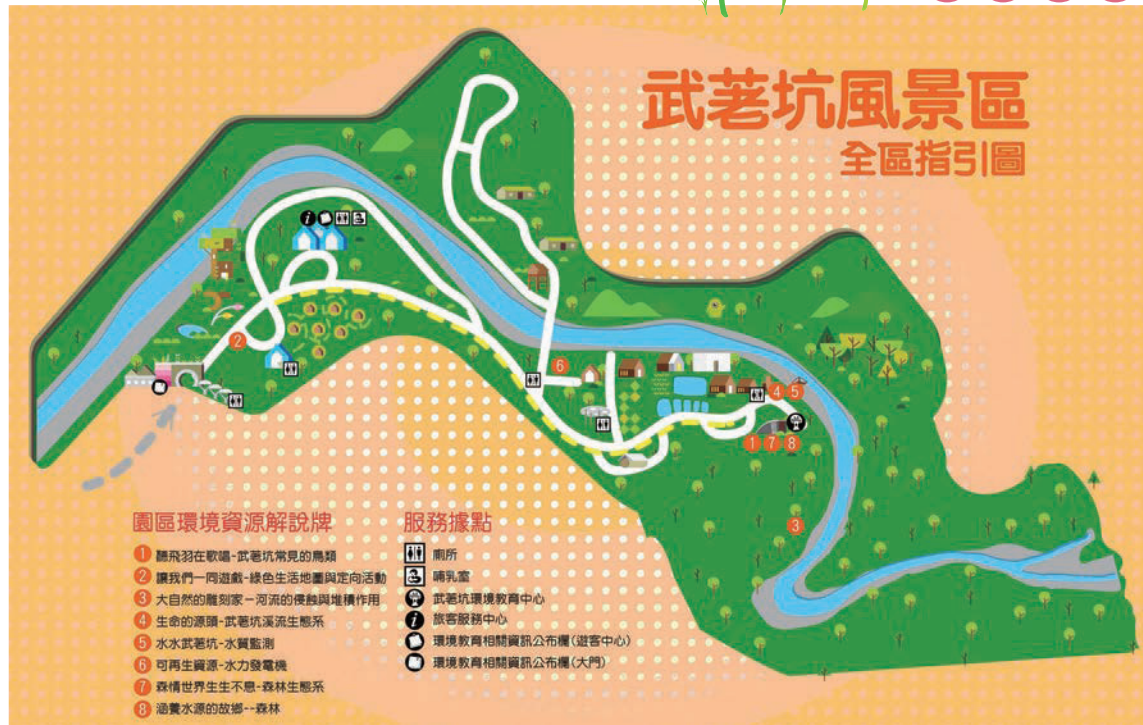 武荖坑風景區
全區指引圖
2
6
4 5
1 7 8
3
園區環境資源解說牌
1 聽飛羽在歌唱-武荖坑常見的鳥類
2 讓我們一同遊戲-綠色生活地圖與定向活動
3 大自然的雕刻家－河流的侵蝕與堆積作用
4 生命的源頭-武荖坑溪流生態系
5 水水武荖坑-水質監測
6 可再生資源-水力發電機
7 森情世界生生不息-森林生態系
8 涵養水源的故鄉--森林
服務據點
廁所
哺乳室
武荖坑環境教育中心
i 旅客服務中心
環境教育相關資訊公布欄(遊客中心)
環境教育相關資訊公布欄(大門)